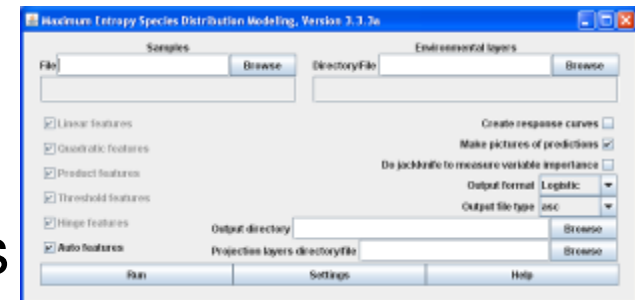 Maximum Entropy Species Distribution Modeling, Version 3.3.3a
Samples Environmental layers
File Browse Directory/File Browse
Linear features Create response curves
Quadratic features Make pictures of predictions
Product features Do jackknife to measure variable importance
Output format Logistic
Threshold features Output file type asc
Hinge features Output directory Browse
Auto features Projection layers directory/file Browse
Run Settings Help
s